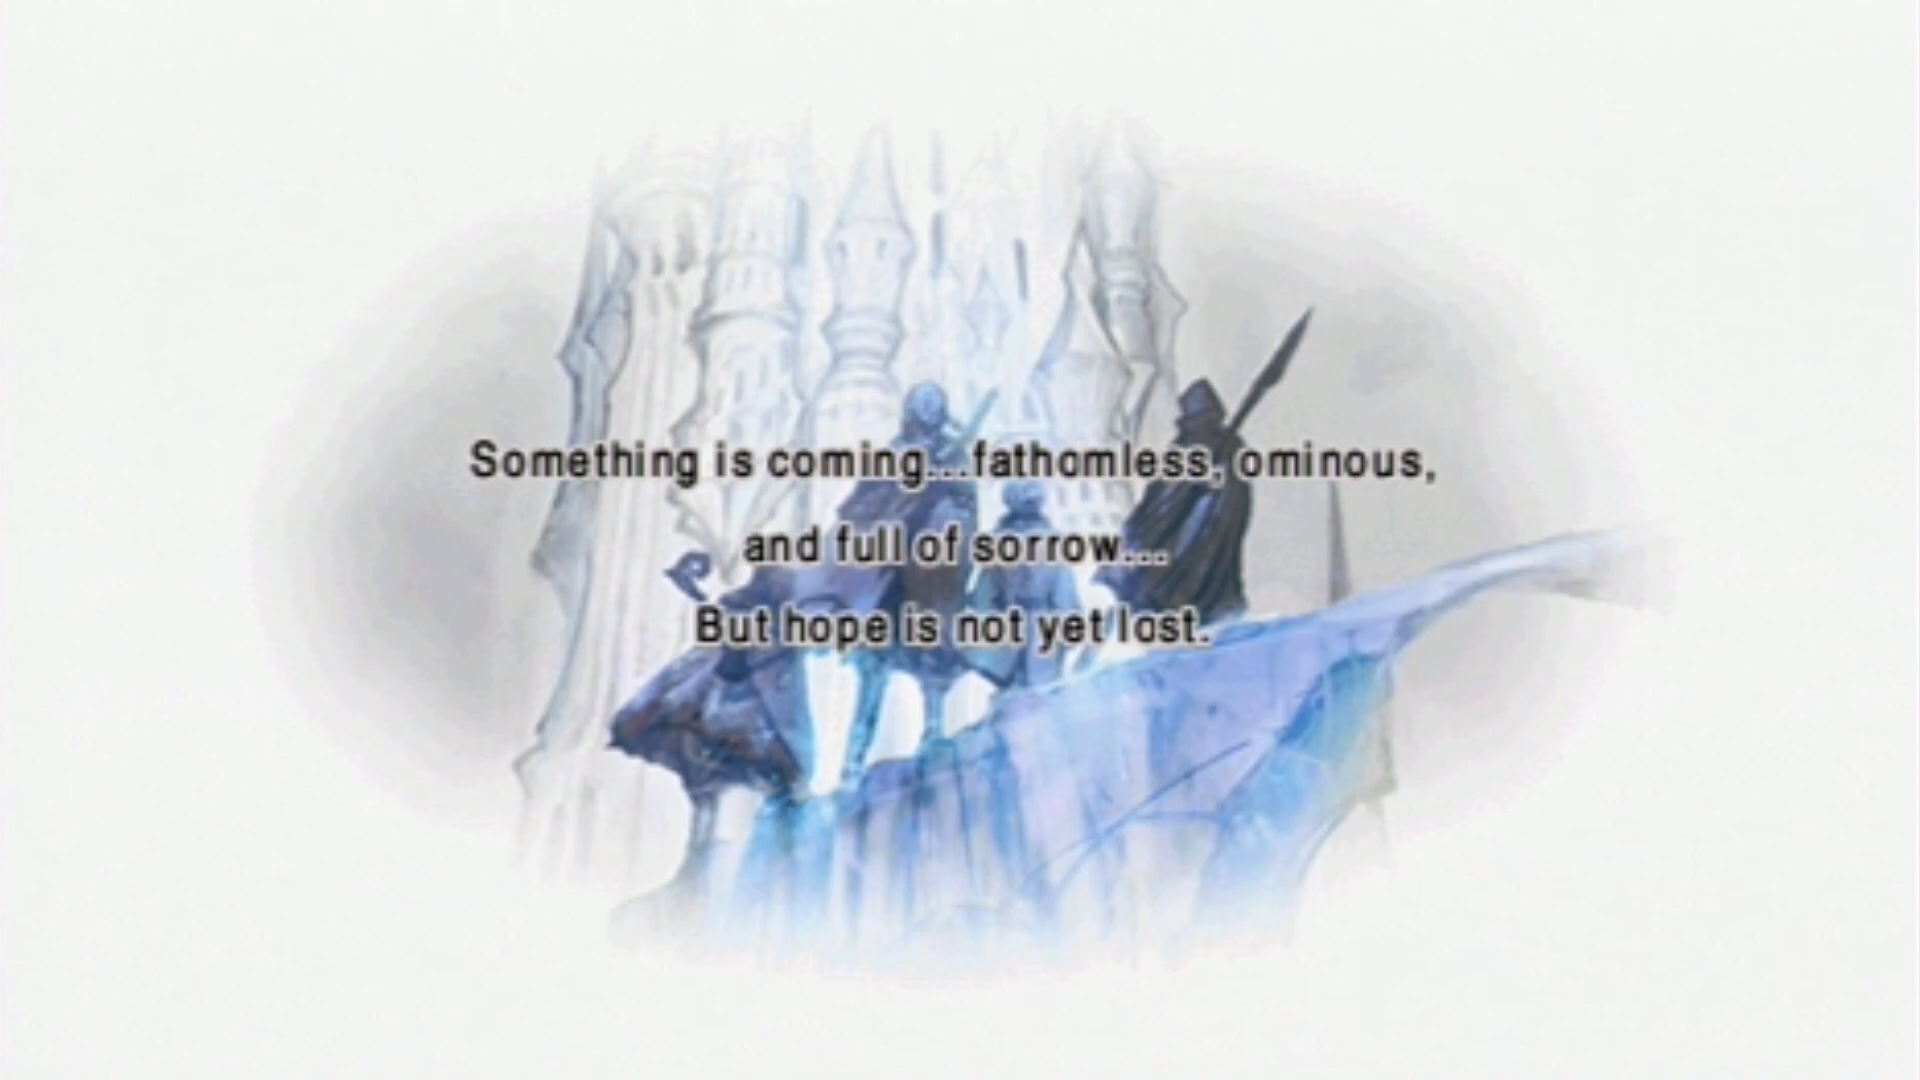 Something is coming...fathomless, ominous,
and full of sorrow...
But hope is not yet lost.